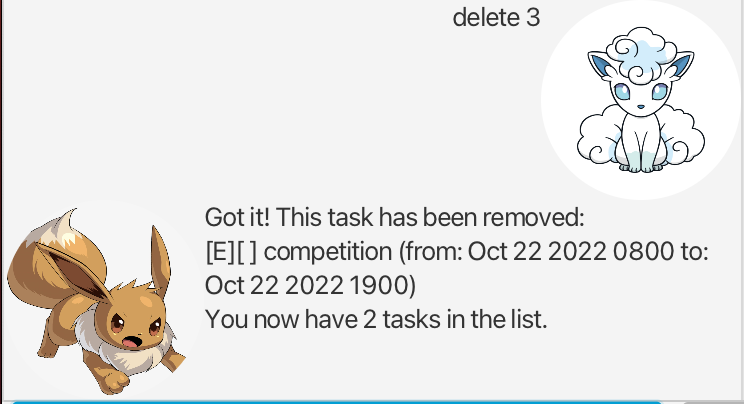 delete 3
Got it! This task has been removed:
[E][ ] competition (from: Oct 22 2022 0800 to:
Oct 22 2022 1900)
You now have 2 tasks in the list.